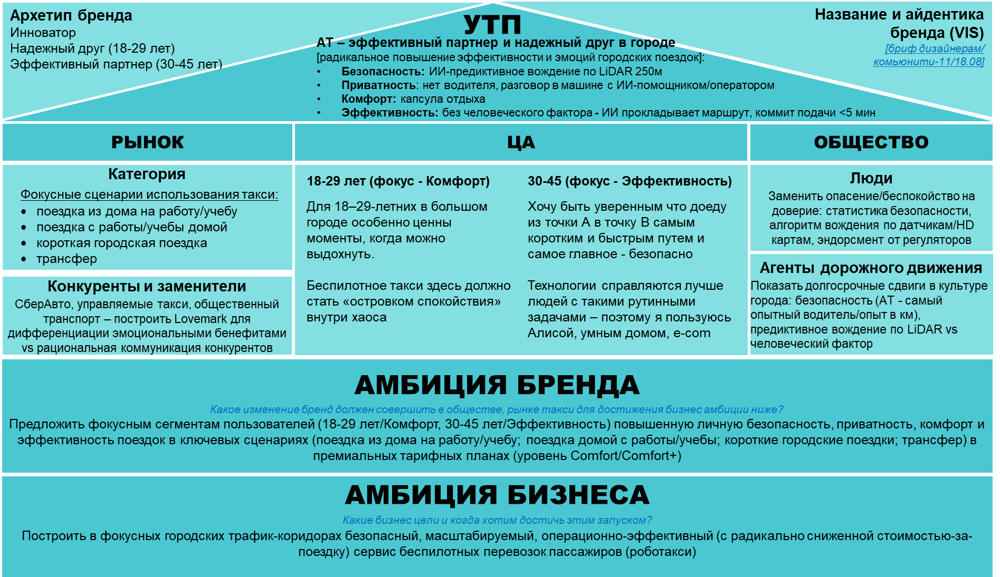 Архетип бренда
Инноватор
Надежный друг (18-29 лет)
Эффективный партнер (30-45 лет)
УТП
АТ – эффективный партнер и надежный друг в городе
[радикальное повышение эффективности и эмоций городских поездок]:
• Безопасность: ИИ-предиктивное вождение по LiDAR 250м
• Приватность: нет водителя, разговор в машине с ИИ-помощником/оператором
• Комфорт: капсула отдыха
• Эффективность: без человеческого фактора - ИИ прокладывает маршрут, коммит подачи <5 мин
Название и айдентика
бренда (VIS)
[бриф дизайнерам/
комьюнити-11/18.08]
РЫНОК
Категория
Фокусные сценарии использования такси:
• поездка из дома на работу/учебу
• поездка с работы/учебы домой
• короткая городская поездка
• трансфер
Конкуренты и заменители
СберАвто, управляемые такси, общественный
транспорт – построить Lovemark для
дифференциации эмоциональными бенефитами
vs рациональная коммуникация конкурентов
ЦА
18-29 лет (фокус - Комфорт)
Для 18–29-летних в большом
городе особенно ценны
моменты, когда можно
выдохнуть.
Беспилотное такси здесь должно
стать «островком спокойствия»
внутри хаоса
30-45 (фокус - Эффективность)
Хочу быть уверенным что доеду
из точки А в точку В самым
коротким и быстрым путем и
самое главное - безопасно
Технологии справляются лучше
людей с такими рутинными
задачами – поэтому я пользуюсь
Алисой, умным домом, e-com
ОБЩЕСТВО
Люди
Заменить опасение/беспокойство на
доверие: статистика безопасности,
алгоритм вождения по датчикам/HD
картам, эндорсмент от регуляторов
Агенты дорожного движения
Показать долгосрочные сдвиги в культуре
города: безопасность (АТ - самый
опытный водитель/опыт в км),
предиктивное вождение по LiDAR vs
человеческий фактор
АМБИЦИЯ БРЕНДА
Какое изменение бренд должен совершить в обществе, рынке такси для достижения бизнес амбиции ниже?
Предложить фокусным сегментам пользователей (18-29 лет/Комфорт, 30-45 лет/Эффективность) повышенную личную безопасность, приватность, комфорт и
эффективность поездок в ключевых сценариях (поездка из дома на работу/учебу; поездка домой с работы/учебы; короткие городские поездки; трансфер) в
премиальных тарифных планах (уровень Comfort/Comfort+)
АМБИЦИЯ БИЗНЕСА
Какие бизнес цели и когда хотим достичь этим запуском?
Построить в фокусных городских трафик-коридорах безопасный, масштабируемый, операционно-эффективный (с радикально сниженной стоимостью-за-
поездку) сервис беспилотных перевозок пассажиров (роботакси)